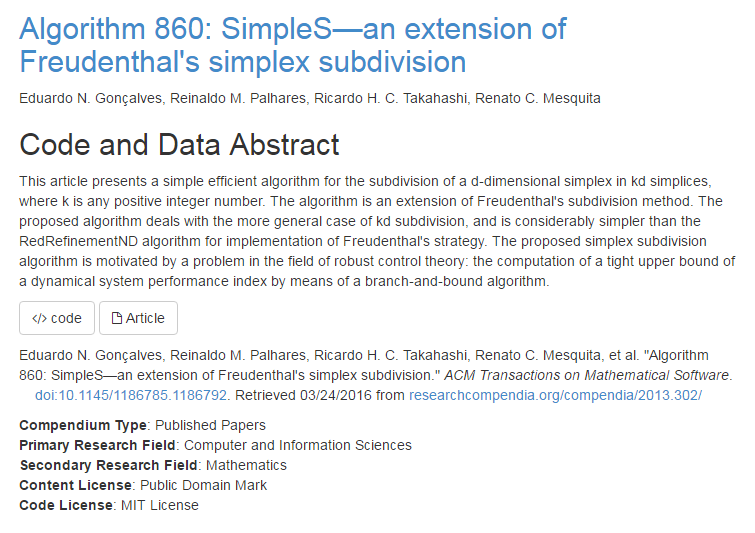 Algorithm 860: SimpleS—an extension of
Freudenthal's simplex subdivision
Eduardo N. Gonçalves, Reinaldo M. Palhares, Ricardo H. C. Takahashi, Renato C. Mesquita
Code and Data Abstract
This article presents a simple efficient algorithm for the subdivision of a d-dimensional simplex in kd simplices,
where k is any positive integer number. The algorithm is an extension of Freudenthal's subdivision method. The
proposed algorithm deals with the more general case of kd subdivision, and is considerably simpler than the
RedRefinementND algorithm for implementation of Freudenthal's strategy. The proposed simplex subdivision
algorithm is motivated by a problem in the field of robust control theory: the computation of a tight upper bound of
a dynamical system performance index by means of a branch-and-bound algorithm.
</> code Article
Eduardo N. Gonçalves, Reinaldo M. Palhares, Ricardo H. C. Takahashi, Renato C. Mesquita, et al. "Algorithm
860: SimpleS—an extension of Freudenthal's simplex subdivision." ACM Transactions on Mathematical Software.
doi:10.1145/1186785.1186792. Retrieved 03/24/2016 from researchcompendia.org/compendia/2013.302/
Compendium Type: Published Papers
Primary Research Field: Computer and Information Sciences
Secondary Research Field: Mathematics
Content License: Public Domain Mark
Code License: MIT License